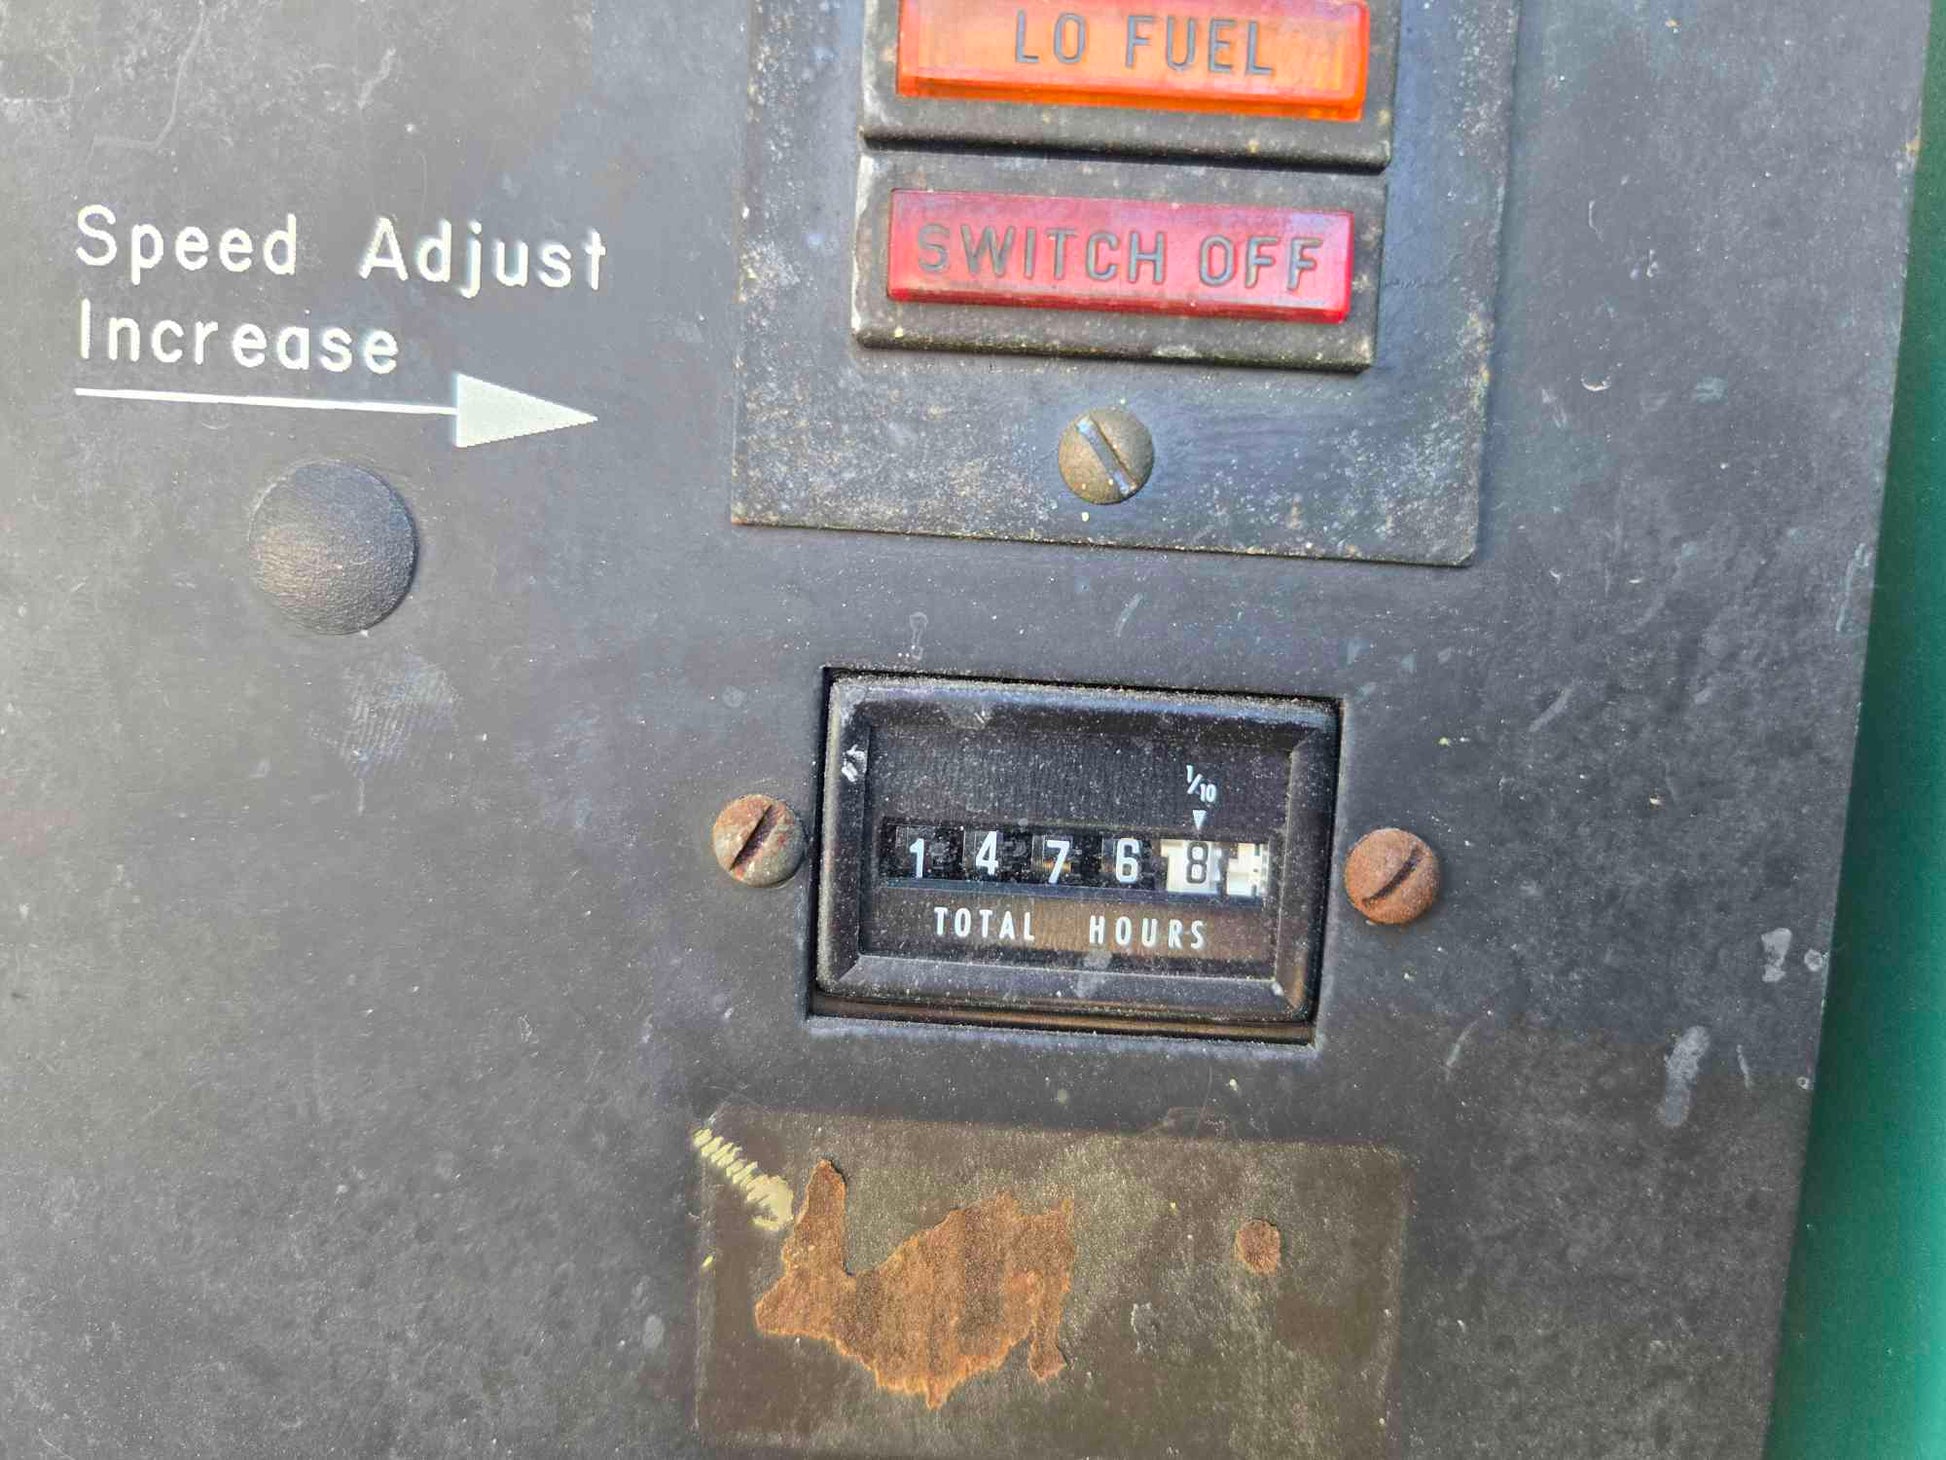 LO FUEL
SWITCH OFF
Speed Adjust
Increase
1/10
1 4 7 6 8
TOTAL HOURS